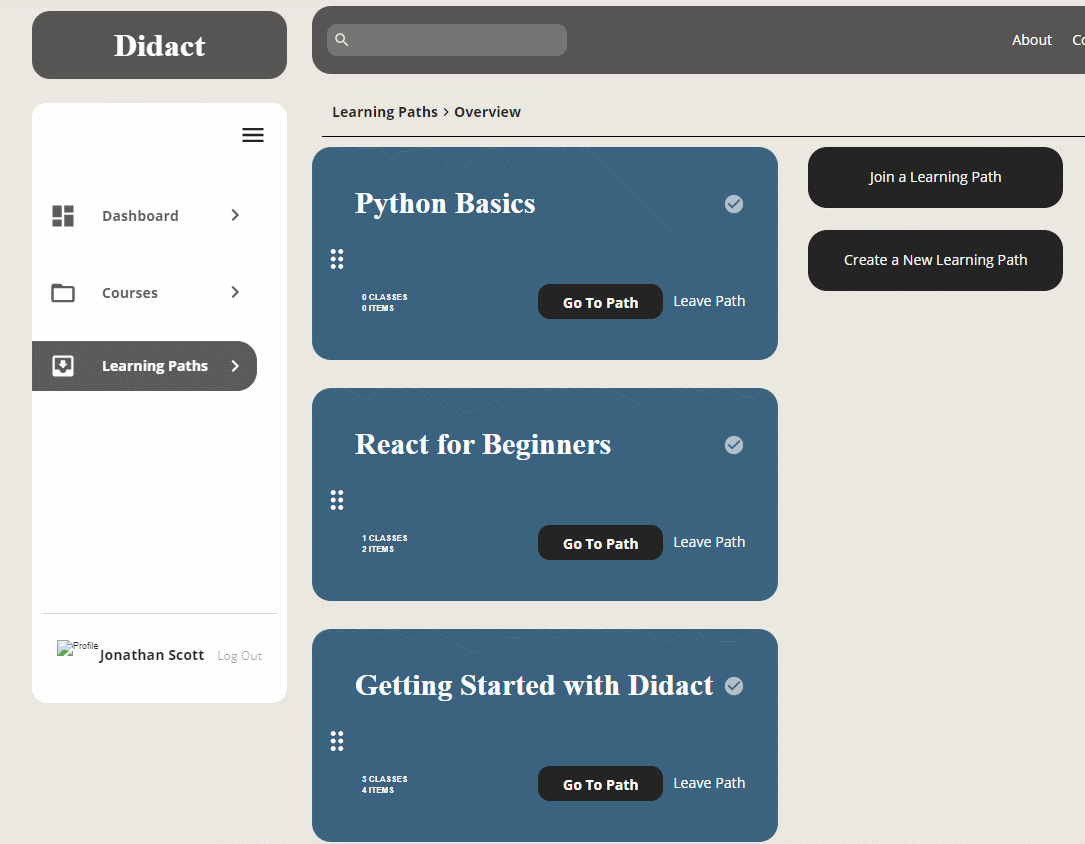 Didact
About
Learning Paths > Overview
Dashboard
Courses
Learning Paths
Profile
Jonathan Scott
Log Out
Python Basics
0 CLASSES
0 ITEMS
Go To Path
Leave Path
React for Beginners
1 CLASSES
2 ITEMS
Go To Path
Leave Path
Getting Started with Didact
3 CLASSES
4 ITEMS
Go To Path
Leave Path
Join a Learning Path
Create a New Learning Path